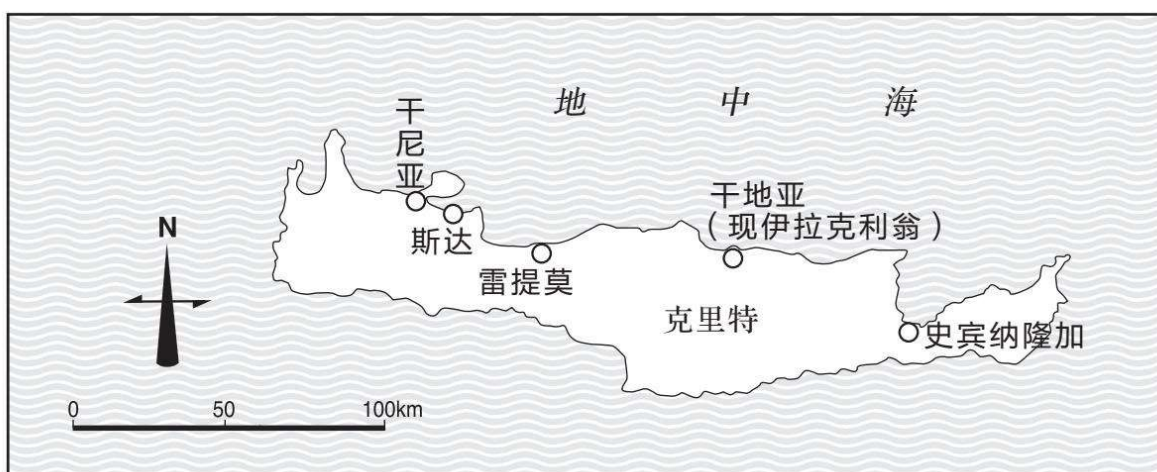 地中海
干尼亚
干地亚
（现伊拉克利翁）
斯达
雷提莫
克里特
史宾纳隆加
N
0 50 100km